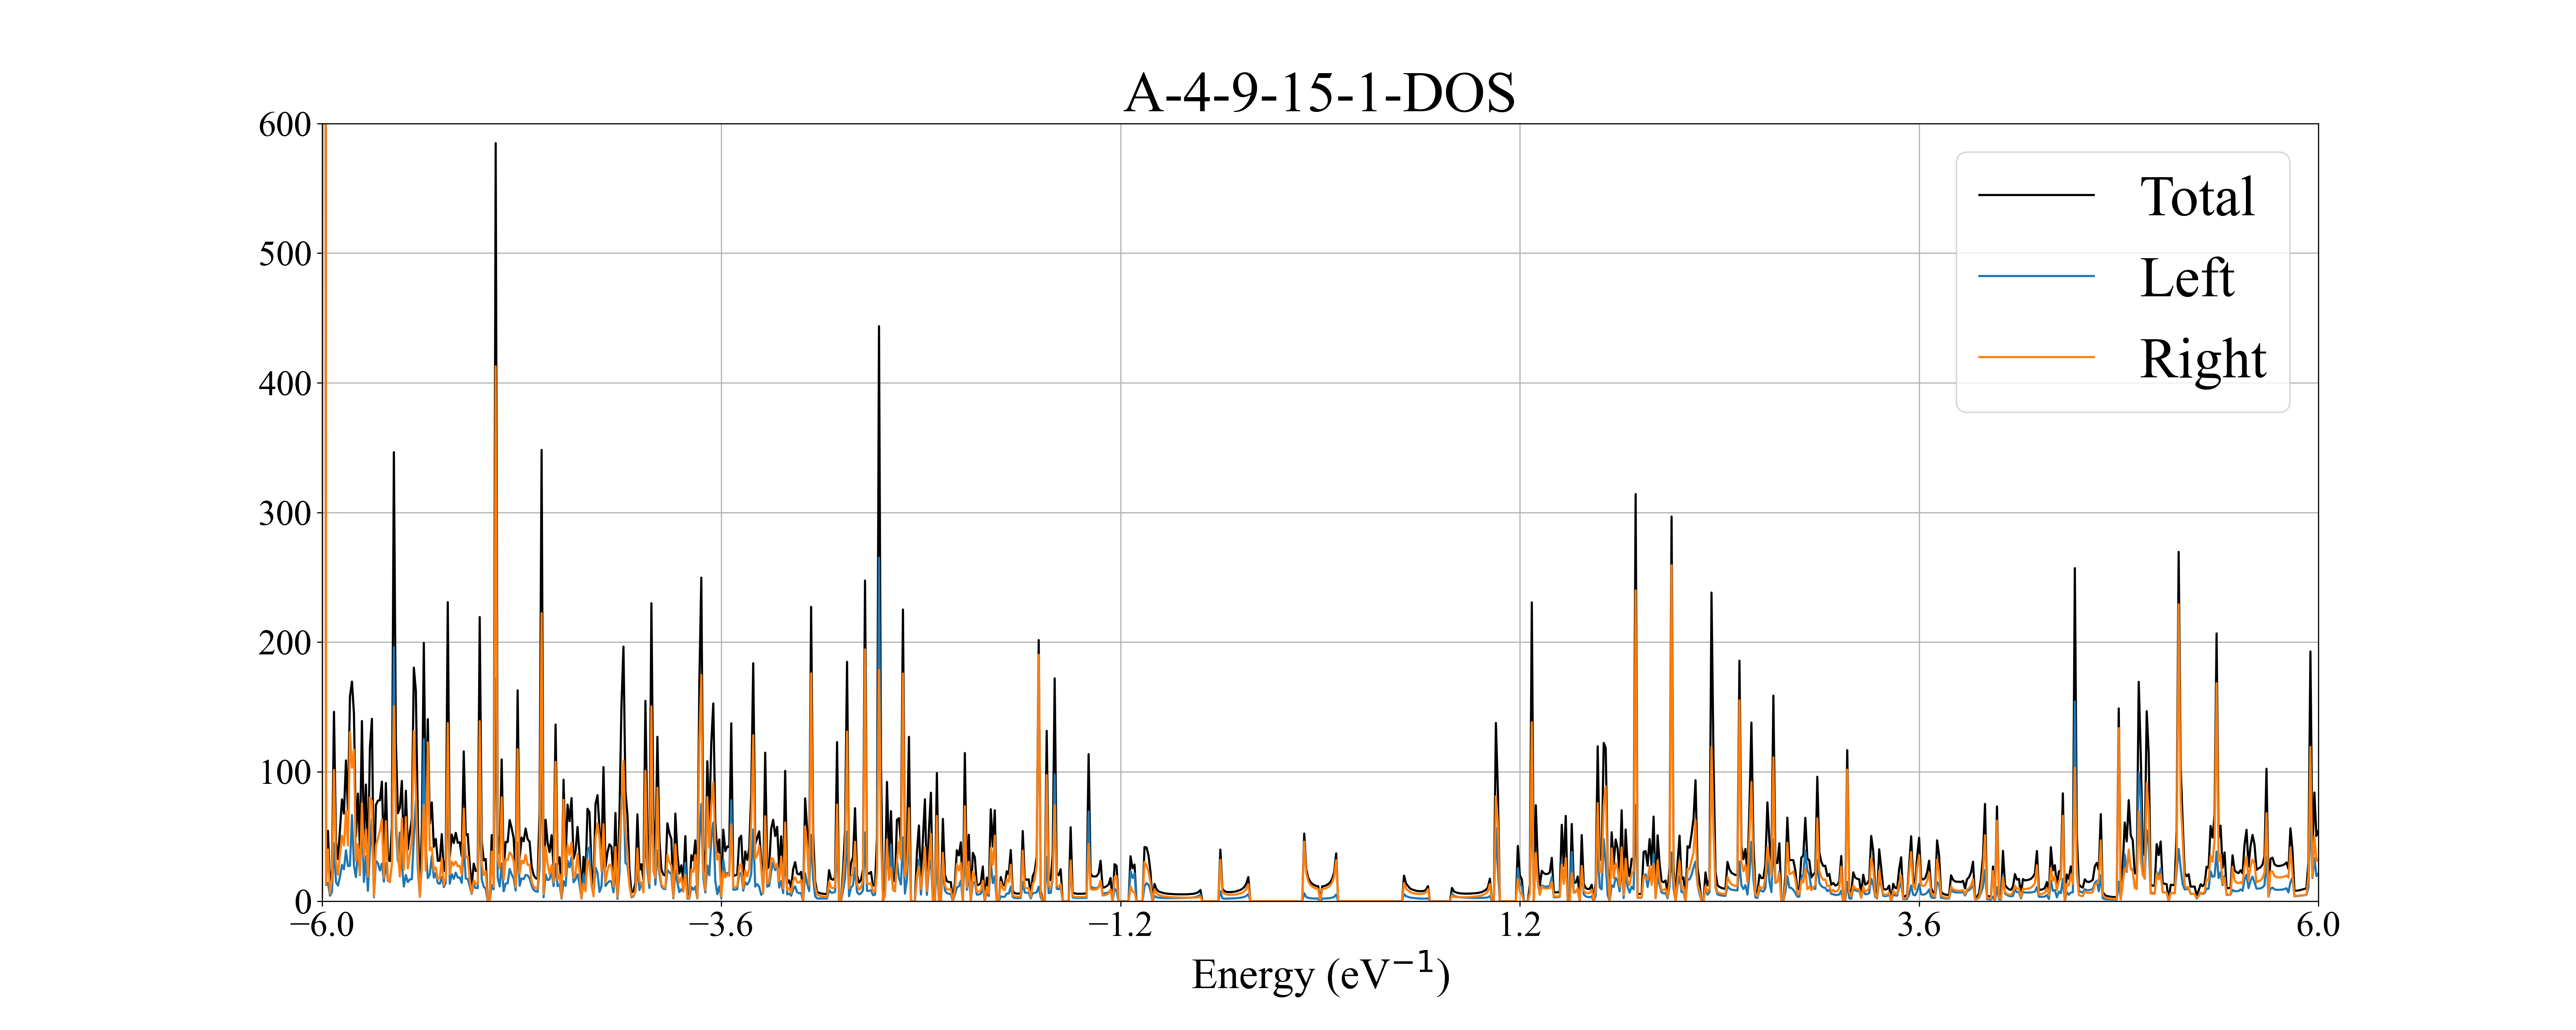 A-4-9-15-1-DOS
600
500
400
300
200
100
0
Total
Left
Right
−6.0 −3.6 −1.2 1.2 3.6 6.0
Energy (eV⁻¹)